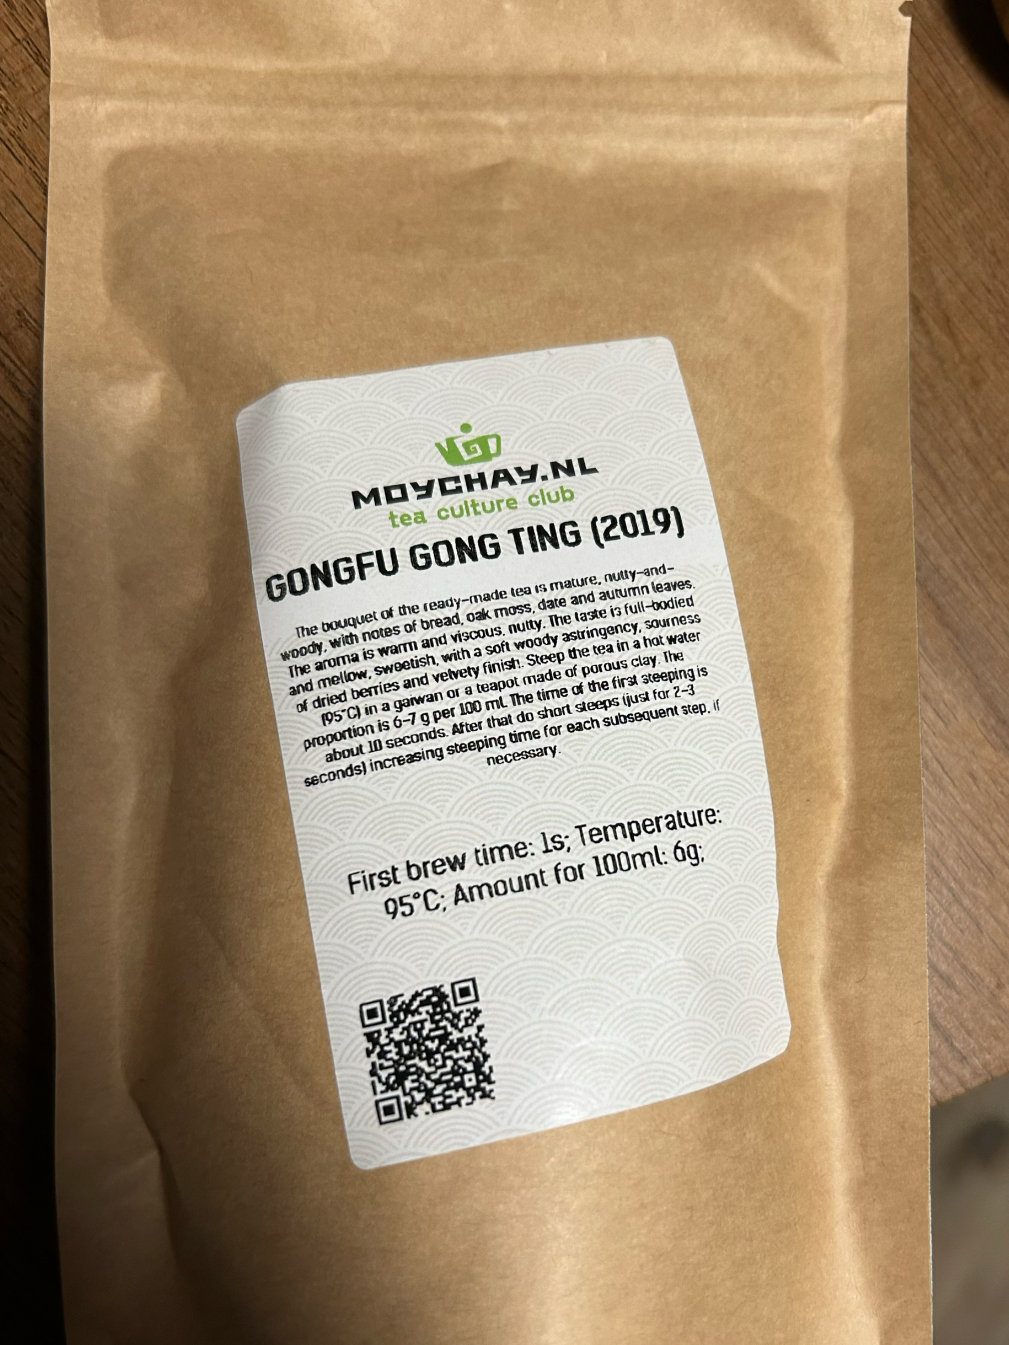 MOYCHAY.NL
tea culture club
GONGFU GONG TING (2019)
The bouquet of the ready-made tea is mature, nutty-and-
woody, with notes of bread, oak moss, date and autumn leaves.
The aroma is warm and viscous, nutty. The taste is full-bodied
and mellow, sweetish, with a soft woody astringency, sourness
of dried berries and velvety finish. Steep the tea in a hot water
(95°C) in a gaiwan or a teapot made of porous clay. The
proportion is 6-7 g per 100 ml. The time of the first steeping is
about 10 seconds. After that do short steeps (just for 2-3
seconds) increasing steeping time for each subsequent step, if
necessary.
First brew time: 1s; Temperature:
95°C; Amount for 100ml: 6g;